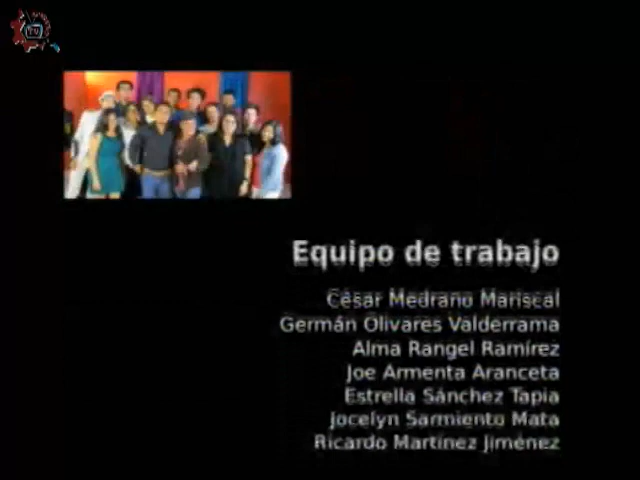 TV
Equipo de trabajo
César Medrano Mariscal
Germán Olivares Valderrama
Alma Rangel Ramírez
Joe Armenta Aranceta
Estrella Sánchez Tapia
Jocelyn Sarmiento Mata
Ricardo Martínez Jiménez